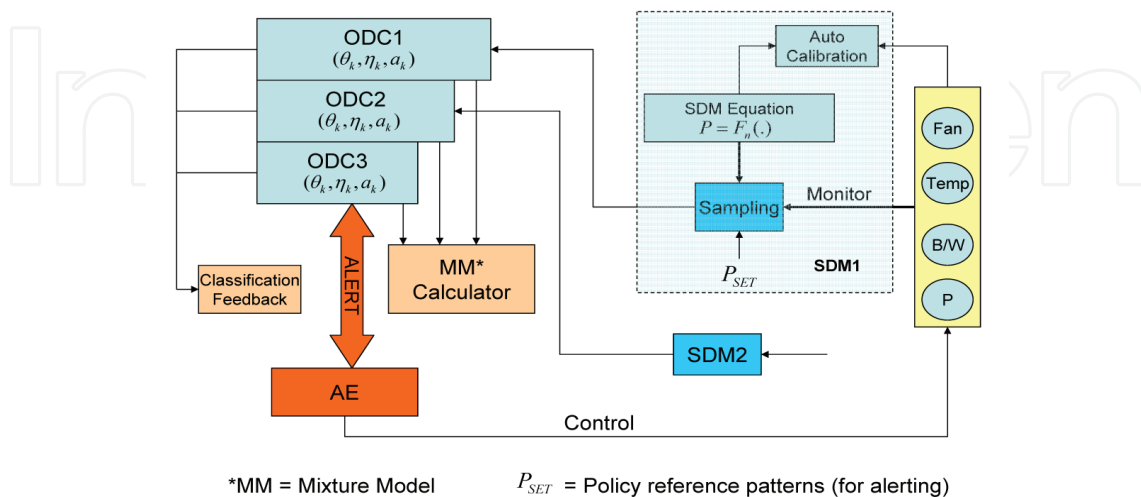 ODC1
(θk, ηk, ak)
ODC2
(θk, ηk, ak)
ODC3
(θk, ηk, ak)
Classification
Feedback
ALERT
MM*
Calculator
AE
Control
Auto
Calibration
SDM Equation
P = Fn(.)
Sampling
Monitor
PSET
SDM1
SDM2
Fan
Temp
B/W
P
*MM = Mixture Model
PSET = Policy reference patterns (for alerting)